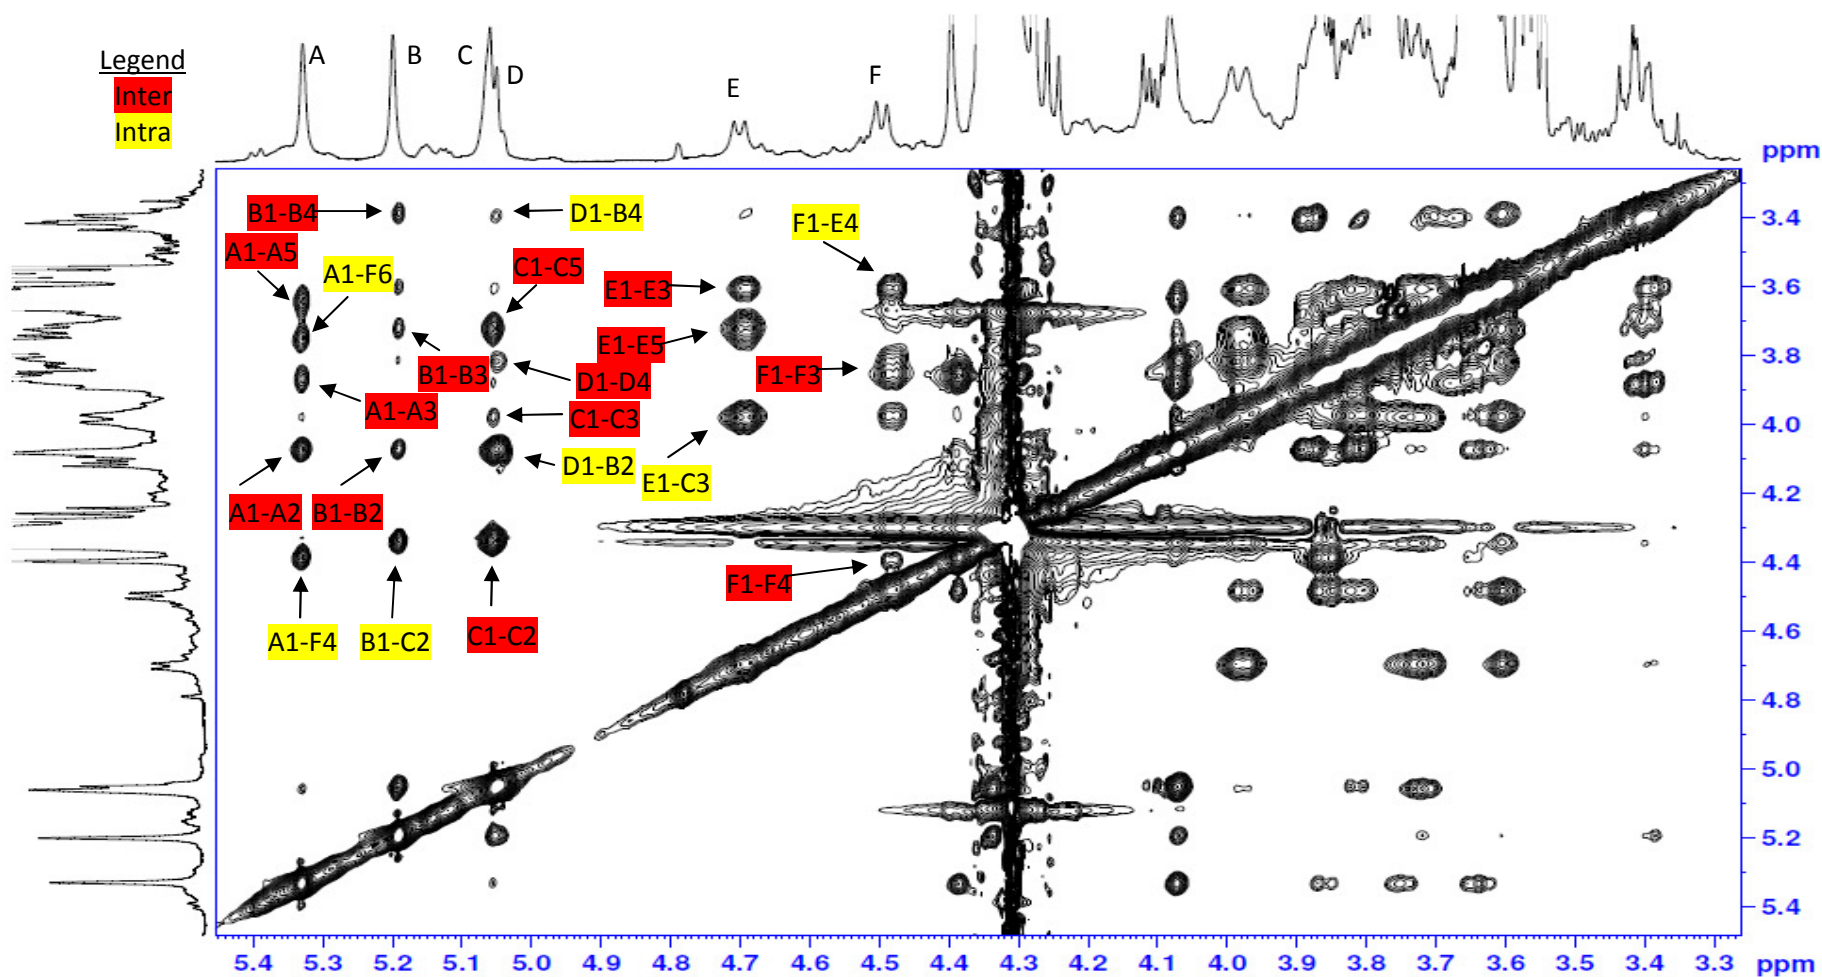 Legend
Inter
Intra
A
B
C
D
E
F
ppm
B1-B4
D1-B4
F1-E4
A1-A5
A1-F6
C1-C5
E1-E3
E1-E5
B1-B3
D1-D4
F1-F3
A1-A3
C1-C3
D1-B2
E1-C3
A1-A2
B1-B2
F1-F4
A1-F4
B1-C2
C1-C2
3.4
3.6
3.8
4.0
4.2
4.4
4.6
4.8
5.0
5.2
5.4
5.4 5.3 5.2 5.1 5.0 4.9 4.8 4.7 4.6 4.5 4.4 4.3 4.2 4.1 4.0 3.9 3.8 3.7 3.6 3.5 3.4 3.3 ppm